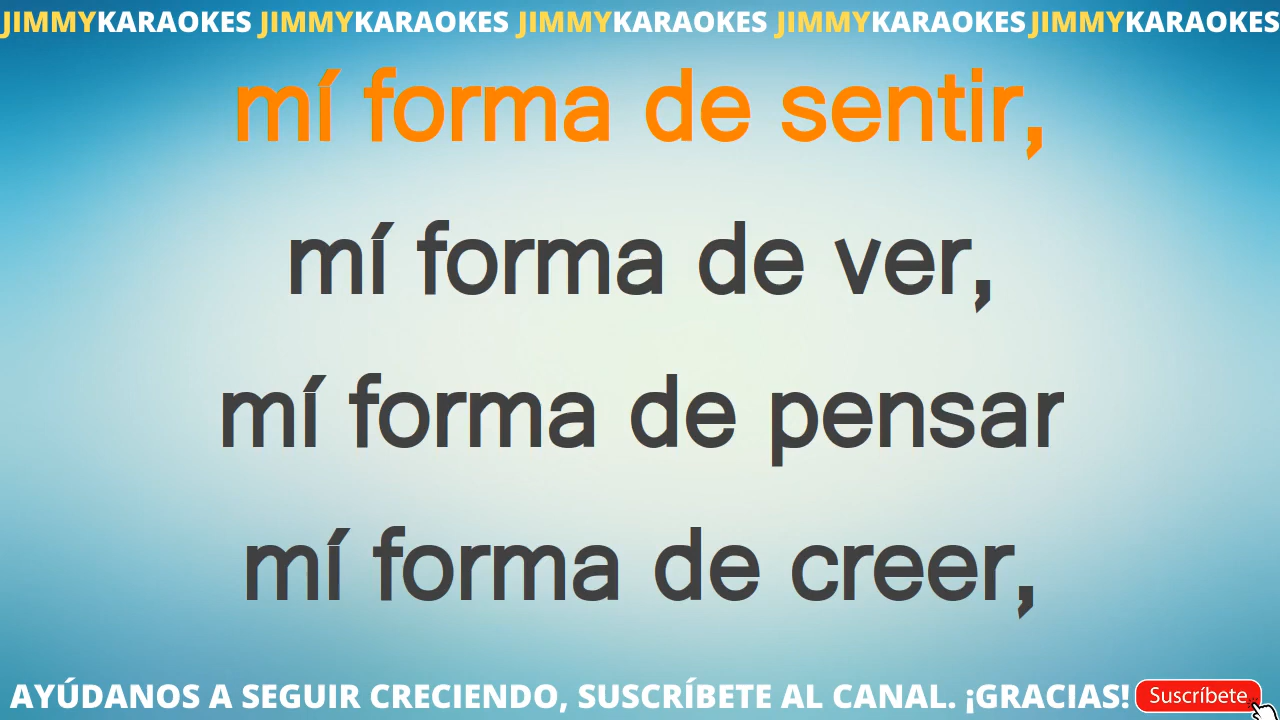 JIMMYKARAOKES JIMMYKARAOKES JIMMYKARAOKES JIMMYKARAOKES JIMMYKARAOKES
mí forma de sentir,
mí forma de ver,
mí forma de pensar
mí forma de creer,
AYÚDANOS A SEGUIR CRECIENDO, SUSCRÍBETE AL CANAL. ¡GRACIAS! Suscríbete